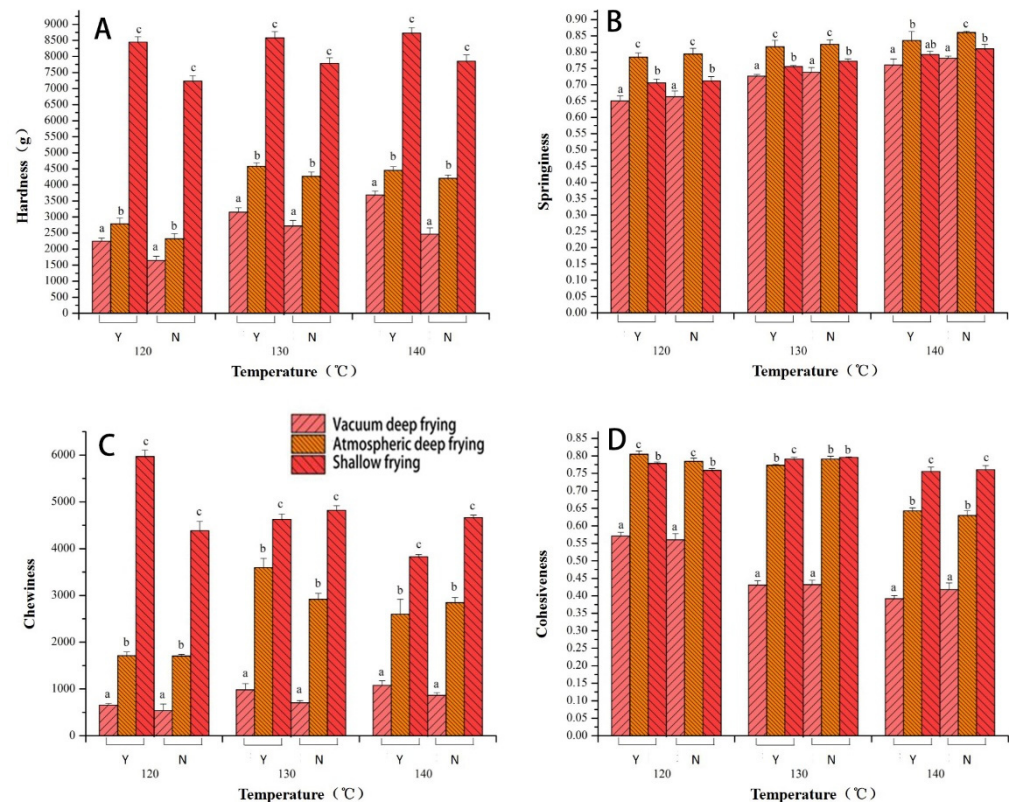 A
Hardness（g）
9000
8500
8000
7500
7000
6500
6000
5500
5000
4500
4000
3500
3000
2500
2000
1500
1000
500
0
a b c a b c a b c a b c a b c a b c
Y N Y N Y N
120 130 140
Temperature（℃）
B
Springiness
0.90
0.85
0.80
0.75
0.70
0.65
0.60
0.55
0.50
0.45
0.40
0.35
0.30
0.25
0.20
0.15
0.10
0.05
0.00
a c b a c b a c b a c b a b ab a c b
Y N Y N Y N
120 130 140
Temperature（℃）
C
Vacuum deep frying
Atmospheric deep frying
Shallow frying
Chewiness
6000
5000
4000
3000
2000
1000
0
a b c a b c a b c a b c a b c a b c
Y N Y N Y N
120 130 140
Temperature（℃）
D
Cohesiveness
0.85
0.80
0.75
0.70
0.65
0.60
0.55
0.50
0.45
0.40
0.35
0.30
0.25
0.20
0.15
0.10
0.05
0.00
a c b a c b a b c a b b a b c a b c
Y N Y N Y N
120 130 140
Temperature（℃）